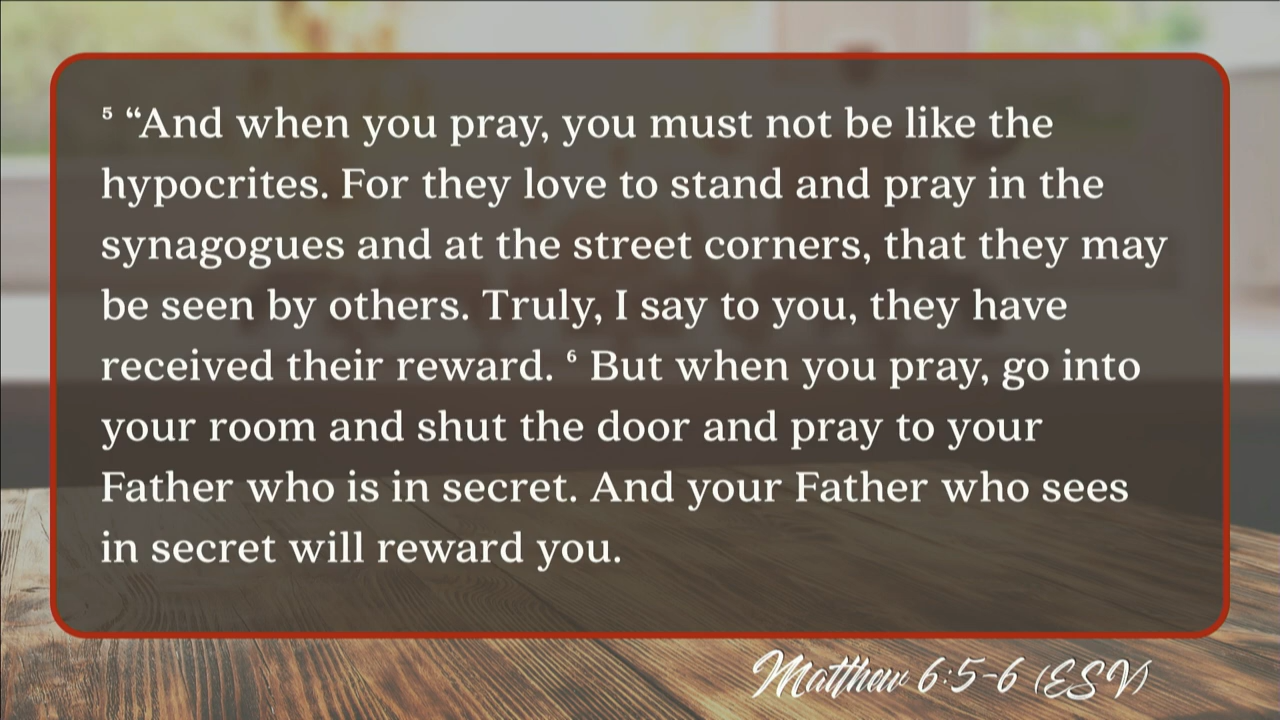 ⁵ “And when you pray, you must not be like the
hypocrites. For they love to stand and pray in the
synagogues and at the street corners, that they may
be seen by others. Truly, I say to you, they have
received their reward. ⁶ But when you pray, go into
your room and shut the door and pray to your
Father who is in secret. And your Father who sees
in secret will reward you.
Matthew 6:5-6 (ESV)